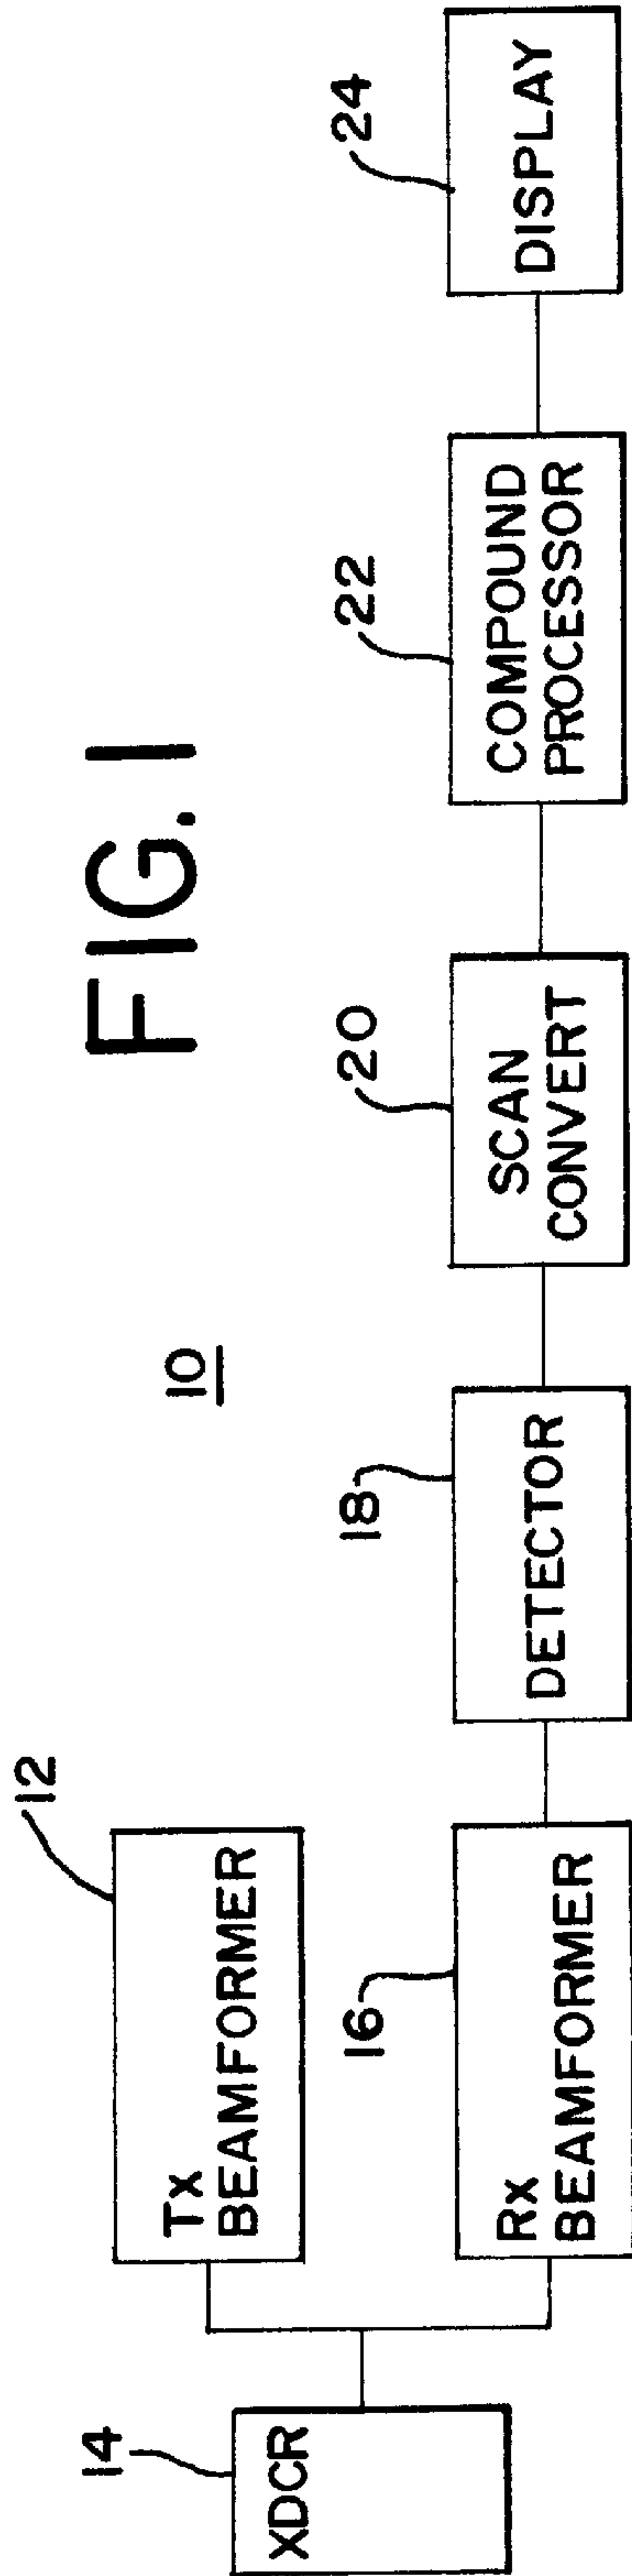 FIG. 1
10
12
Tx
BEAMFORMER
14
XDCR
16
Rx
BEAMFORMER
18
DETECTOR
20
SCAN
CONVERT
22
COMPOUND
PROCESSOR
24
DISPLAY